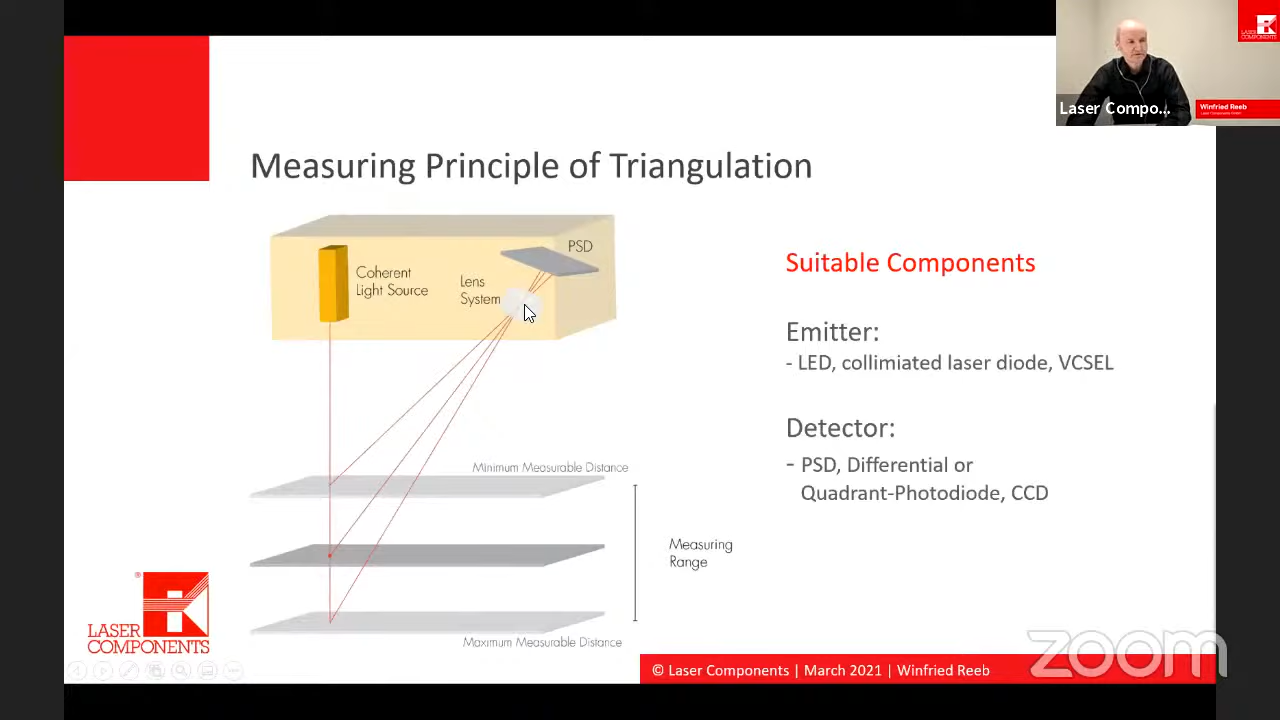 LASER
COMPONENTS
Laser Compo...
Winfried Reeb
Measuring Principle of Triangulation
PSD
Coherent
Light Source
Lens
System
Minimum Measurable Distance
Measuring
Range
Maximum Measurable Distance
Suitable Components
Emitter:
- LED, collimiated laser diode, VCSEL
Detector:
- PSD, Differential or
Quadrant-Photodiode, CCD
®
LASER
COMPONENTS
© Laser Components | March 2021 | Winfried Reeb
zoom